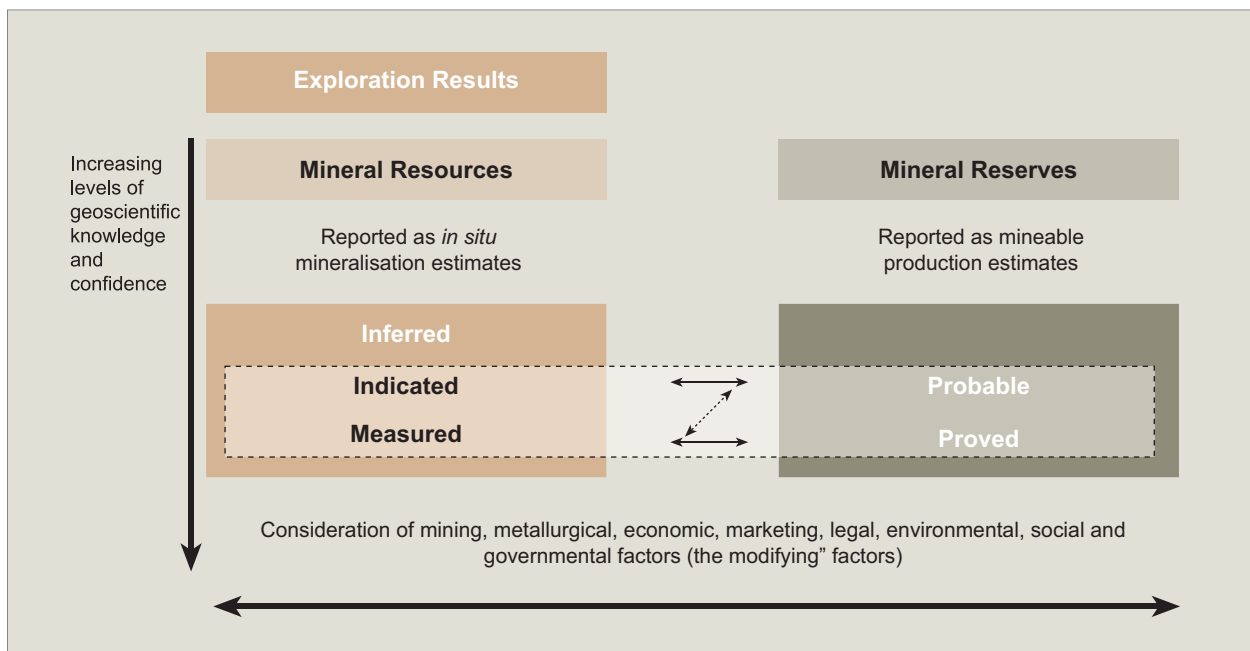 Exploration Results
Increasing
levels of
geoscientific
knowledge
and
confidence
Mineral Resources
Mineral Reserves
Reported as in situ
mineralisation estimates
Reported as mineable
production estimates
Inferred
Indicated
Measured
Probable
Proved
Consideration of mining, metallurgical, economic, marketing, legal, environmental, social and
governmental factors (the modifying” factors)